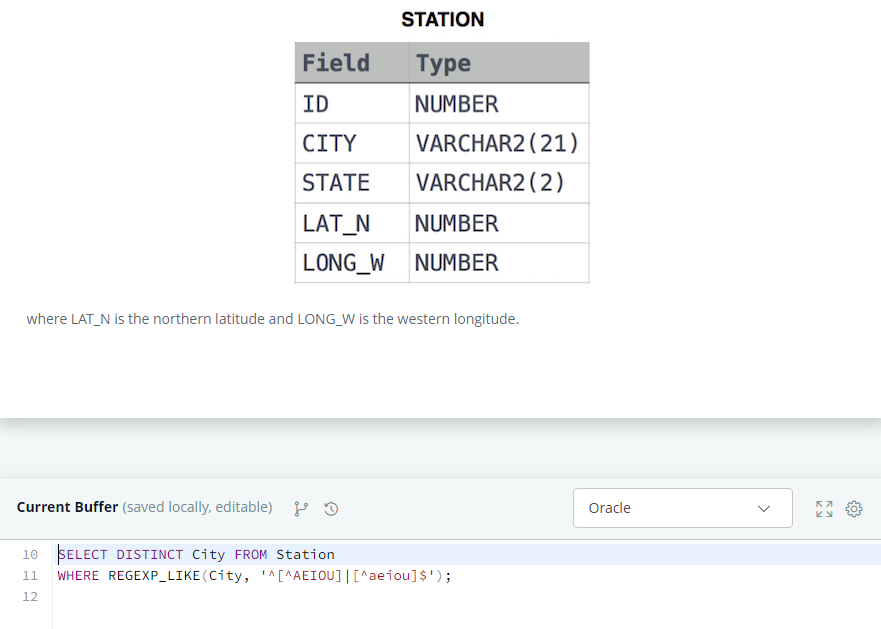 STATION
Field Type
ID NUMBER
CITY VARCHAR2(21)
STATE VARCHAR2(2)
LAT_N NUMBER
LONG_W NUMBER
where LAT_N is the northern latitude and LONG_W is the western longitude.
Current Buffer (saved locally, editable) Oracle
10 SELECT DISTINCT City FROM Station
11 WHERE REGEXP_LIKE(City, '^[^AEIOU]|[^aeiou]$');
12